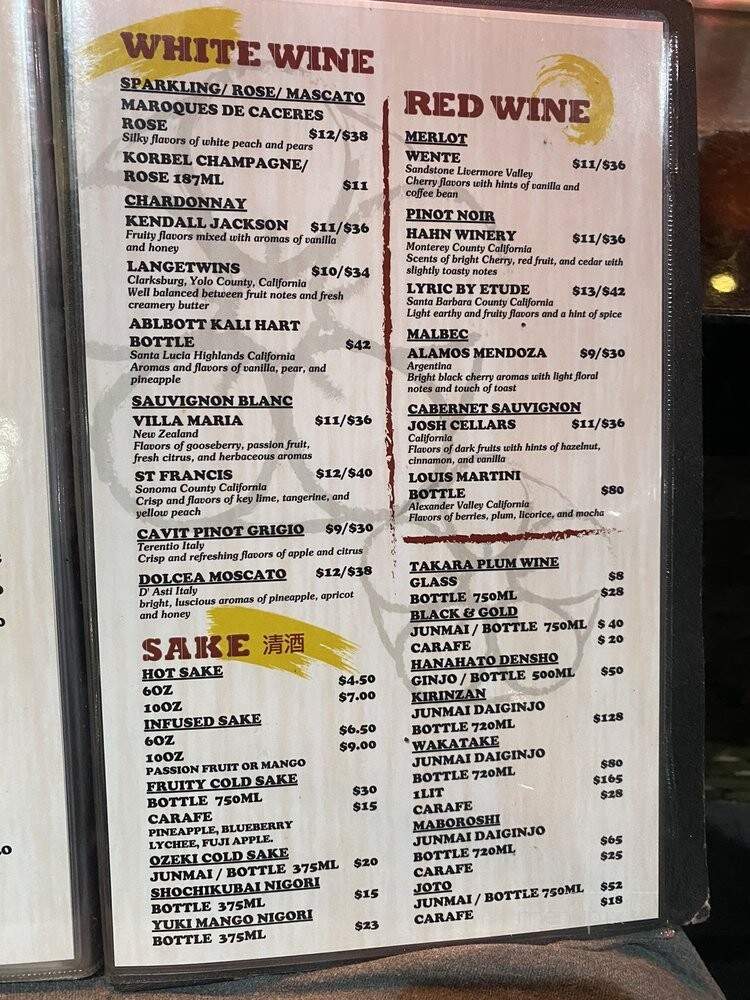 WHITE WINE
SPARKLING/ ROSE/ MASCATO
MAROQUES DE CACERES
ROSE $12/$38
Silky flavors of white peach and pears
KORBEL CHAMPAGNE/
ROSE 187ML $11
CHARDONNAY
KENDALL JACKSON $11/$36
Fruity flavors mixed with aromas of vanilla
and honey
LANGETWINS $10/$34
Clarksburg, Yolo County, California
Well balanced between fruit notes and fresh
creamery butter
ABLBOTT KALI HART
BOTTLE $42
Santa Lucia Highlands California
Aromas and flavors of vanilla, pear, and
pineapple
SAUVIGNON BLANC
VILLA MARIA $11/$36
New Zealand
Flavors of gooseberry, passion fruit,
fresh citrus, and herbaceous aromas
ST FRANCIS $12/$40
Sonoma County California
Crisp and flavors of key lime, tangerine, and
yellow peach
CAVIT PINOT GRIGIO $9/$30
Terentio Italy
Crisp and refreshing flavors of apple and citrus
DOLCEA MOSCATO $12/$38
D' Asti Italy
bright, luscious aromas of pineapple, apricot
and honey
SAKE 清酒
HOT SAKE
6OZ $4.50
10OZ $7.00
INFUSED SAKE
6OZ $6.50
10OZ $9.00
PASSION FRUIT OR MANGO
FRUITY COLD SAKE
BOTTLE 750ML $30
CARAFE $15
PINEAPPLE, BLUEBERRY
LYCHEE, FUJI APPLE.
OZEKI COLD SAKE
JUNMAI / BOTTLE 375ML $20
SHOCHIKUBAI NIGORI
BOTTLE 375ML $15
YUKI MANGO NIGORI
BOTTLE 375ML $23
RED WINE
MERLOT
WENTE $11/$36
Sandstone Livermore Valley
Cherry flavors with hints of vanilla and
coffee bean
PINOT NOIR
HAHN WINERY $11/$36
Monterey County California
Scents of bright Cherry, red fruit, and cedar with
slightly toasty notes
LYRIC BY ETUDE $13/$42
Santa Barbara County California
Light earthy and fruity flavors and a hint of spice
MALBEC
ALAMOS MENDOZA $9/$30
Argentina
Bright black cherry aromas with light floral
notes and touch of toast
CABERNET SAUVIGNON
JOSH CELLARS $11/$36
California
Flavors of dark fruits with hints of hazelnut,
cinnamon, and vanilla
LOUIS MARTINI
BOTTLE $80
Alexander Valley California
Flavors of berries, plum, licorice, and mocha
TAKARA PLUM WINE
GLASS $8
BOTTLE 750ML $28
BLACK & GOLD
JUNMAI / BOTTLE 750ML $ 40
CARAFE $ 20
HANAHATO DENSHO
GINJO / BOTTLE 500ML $50
KIRINZAN
JUNMAI DAIGINJO
BOTTLE 720ML $128
WAKATAKE
JUNMAI DAIGINJO
BOTTLE 720ML $80
1LIT $165
CARAFE $28
MABOROSHI
JUNMAI DAIGINJO
BOTTLE 720ML $65
CARAFE $25
JOTO
JUNMAI / BOTTLE 750ML $52
CARAFE $18